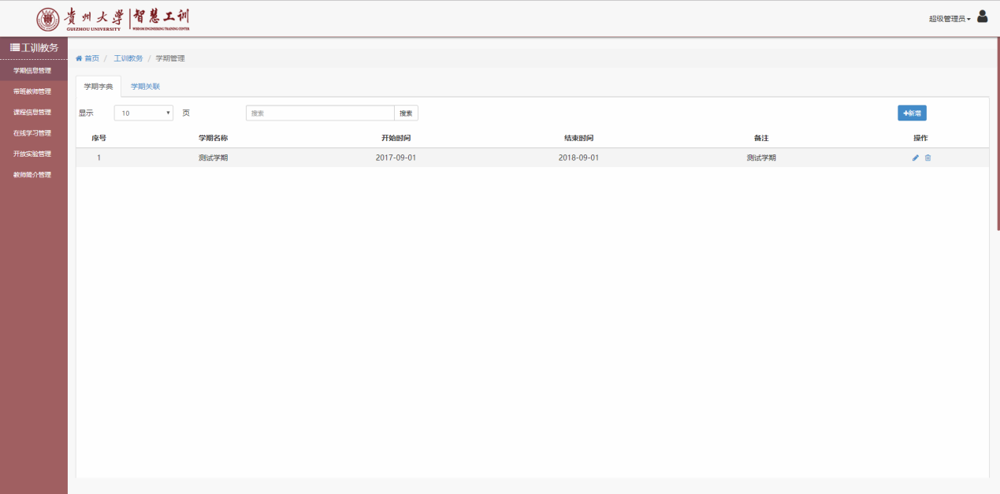 贵州大学 智慧工训
GUIZHOU UNIVERSITY WISDOM ENGINEERING TRAINING CENTER
超级管理员
工训教务
学期信息管理
带班教师管理
课程信息管理
在线学习管理
开放实验管理
教师简介管理
首页 / 工训教务 / 学期管理
学期字典 学期关联
显示 10 页 搜索 搜索 +新增
序号 学期名称 开始时间 结束时间 备注 操作
1 测试学期 2017-09-01 2018-09-01 测试学期